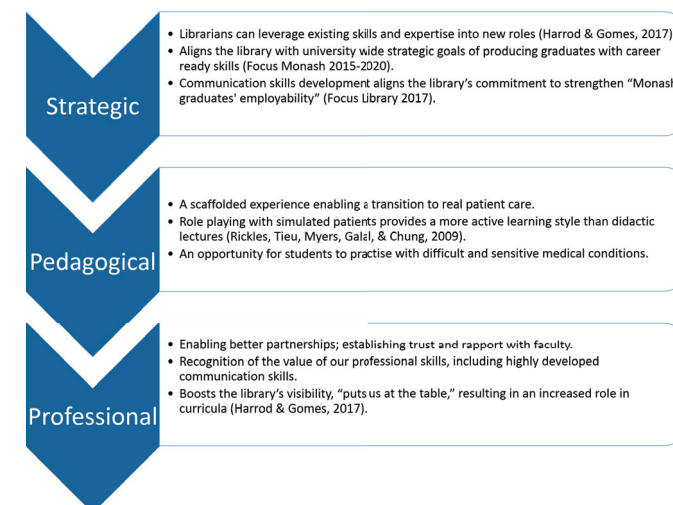 Strategic
• Librarians can leverage existing skills and expertise into new roles (Harrod & Gomes, 2017)
• Aligns the library with university wide strategic goals of producing graduates with career
ready skills (Focus Monash 2015-2020).
• Communication skills development aligns the library's commitment to strengthen "Monash
graduates' employability" (Focus Library 2017).
Pedagogical
• A scaffolded experience enabling a transition to real patient care.
• Role playing with simulated patients provides a more active learning style than didactic
lectures (Rickles, Tieu, Myers, Galal, & Chung, 2009).
• An opportunity for students to practise with difficult and sensitive medical conditions.
Professional
• Enabling better partnerships; establishing trust and rapport with faculty.
• Recognition of the value of our professional skills, including highly developed
communication skills.
• Boosts the library's visibility, "puts us at the table," resulting in an increased role in
curricula (Harrod & Gomes, 2017).